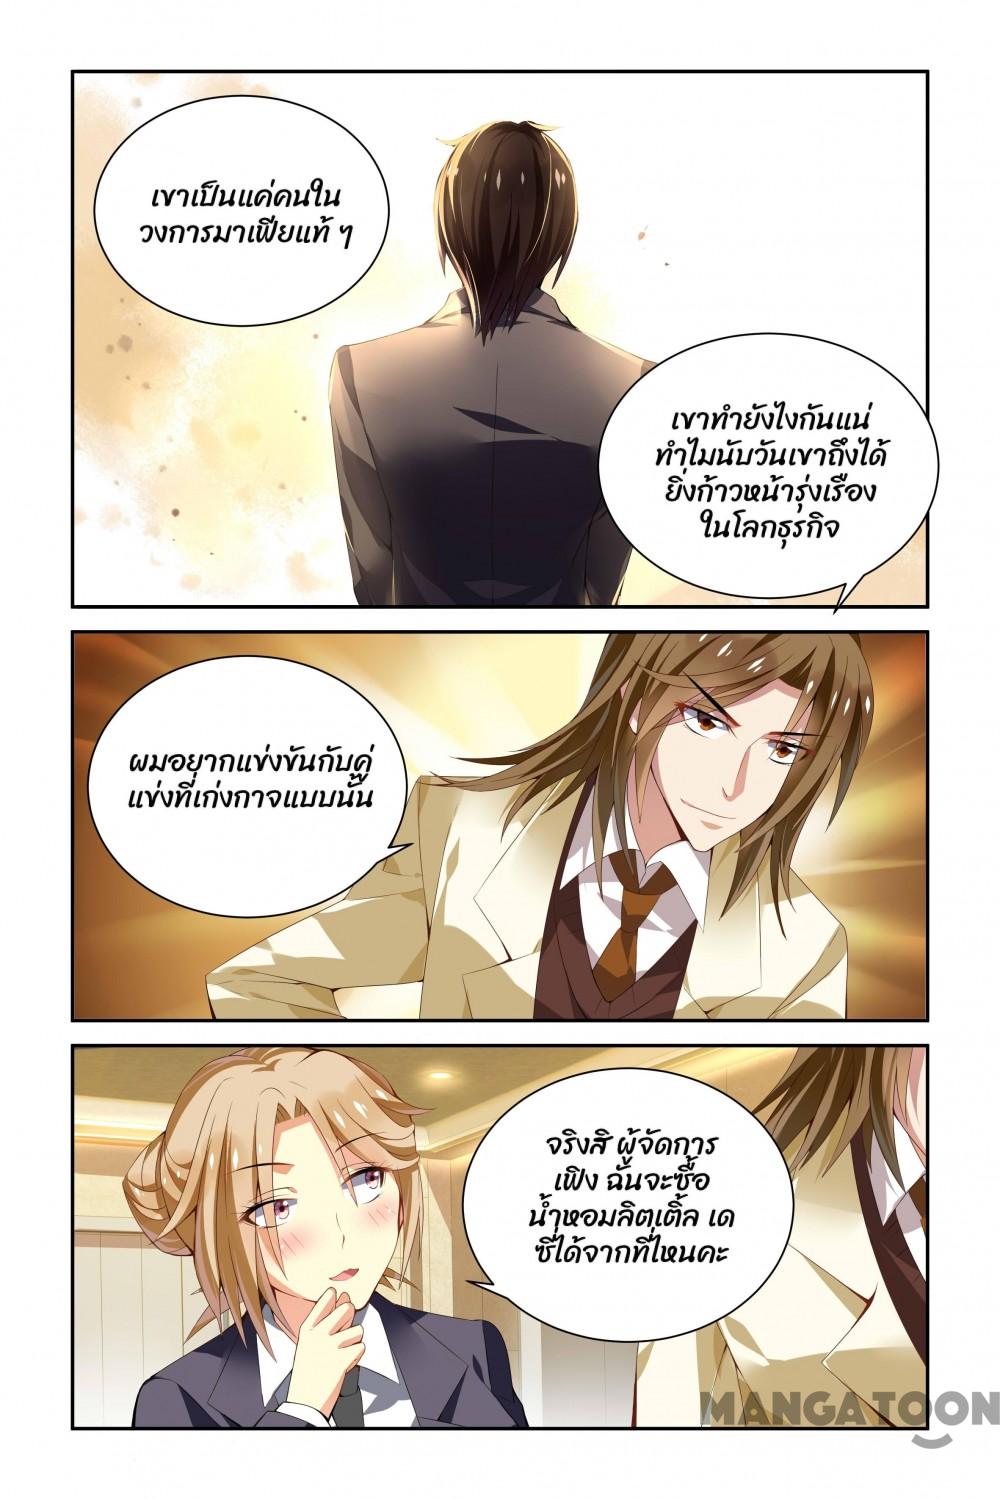 เขาเป็นแค่คนใน
วงการมาเฟียแท้ ๆ
เขาทำยังไงกันแน่
ทำไมนับวันเขาถึงได้
ยิ่งก้าวหน้ารุ่งเรือง
ในโลกธุรกิจ
ผมอยากแข่งขันกับคู่
แข่งที่เก่งกาจแบบนั้น
จริงสิ ผู้จัดการ
เฟิง ฉันจะซื้อ
น้ำหอมลิตเติ้ล เด
ซี่ได้จากที่ไหนคะ
MANGATOON